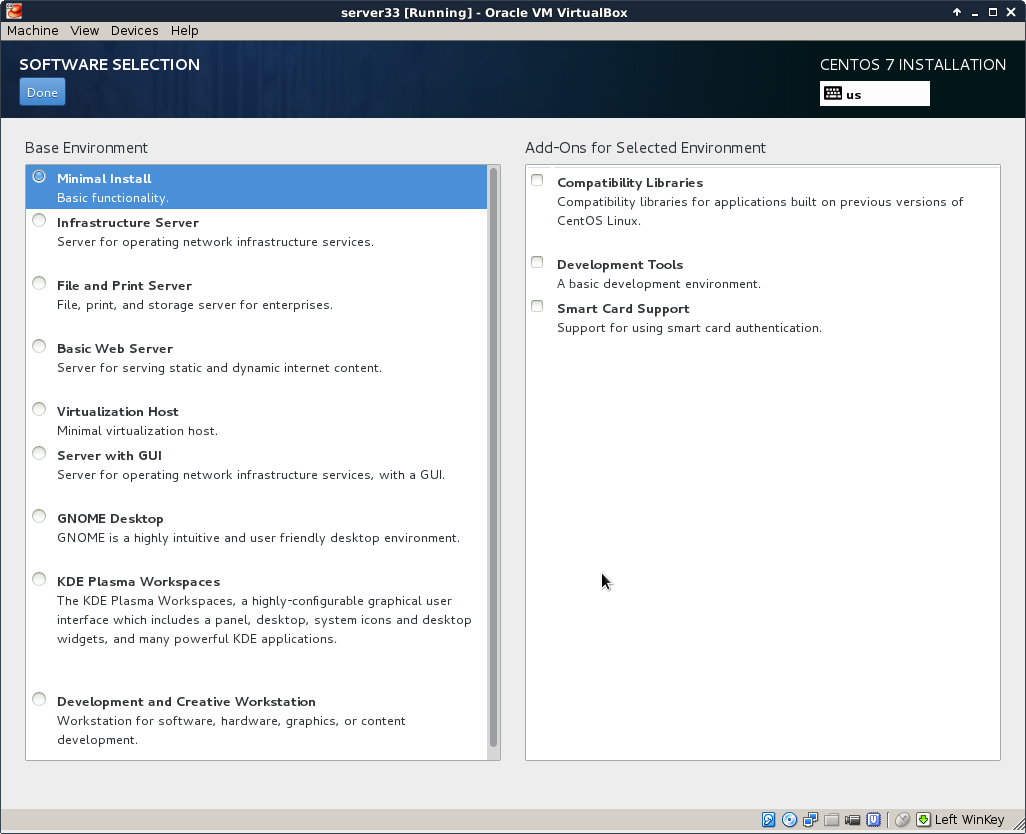 server33 [Running] - Oracle VM VirtualBox
Machine View Devices Help
SOFTWARE SELECTION
CENTOS 7 INSTALLATION
Done
us
Base Environment
Minimal Install
Basic functionality.
Infrastructure Server
Server for operating network infrastructure services.
File and Print Server
File, print, and storage server for enterprises.
Basic Web Server
Server for serving static and dynamic internet content.
Virtualization Host
Minimal virtualization host.
Server with GUI
Server for operating network infrastructure services, with a GUI.
GNOME Desktop
GNOME is a highly intuitive and user friendly desktop environment.
KDE Plasma Workspaces
The KDE Plasma Workspaces, a highly-configurable graphical user
interface which includes a panel, desktop, system icons and desktop
widgets, and many powerful KDE applications.
Development and Creative Workstation
Workstation for software, hardware, graphics, or content
development.
Add-Ons for Selected Environment
Compatibility Libraries
Compatibility libraries for applications built on previous versions of
CentOS Linux.
Development Tools
A basic development environment.
Smart Card Support
Support for using smart card authentication.
Left WinKey